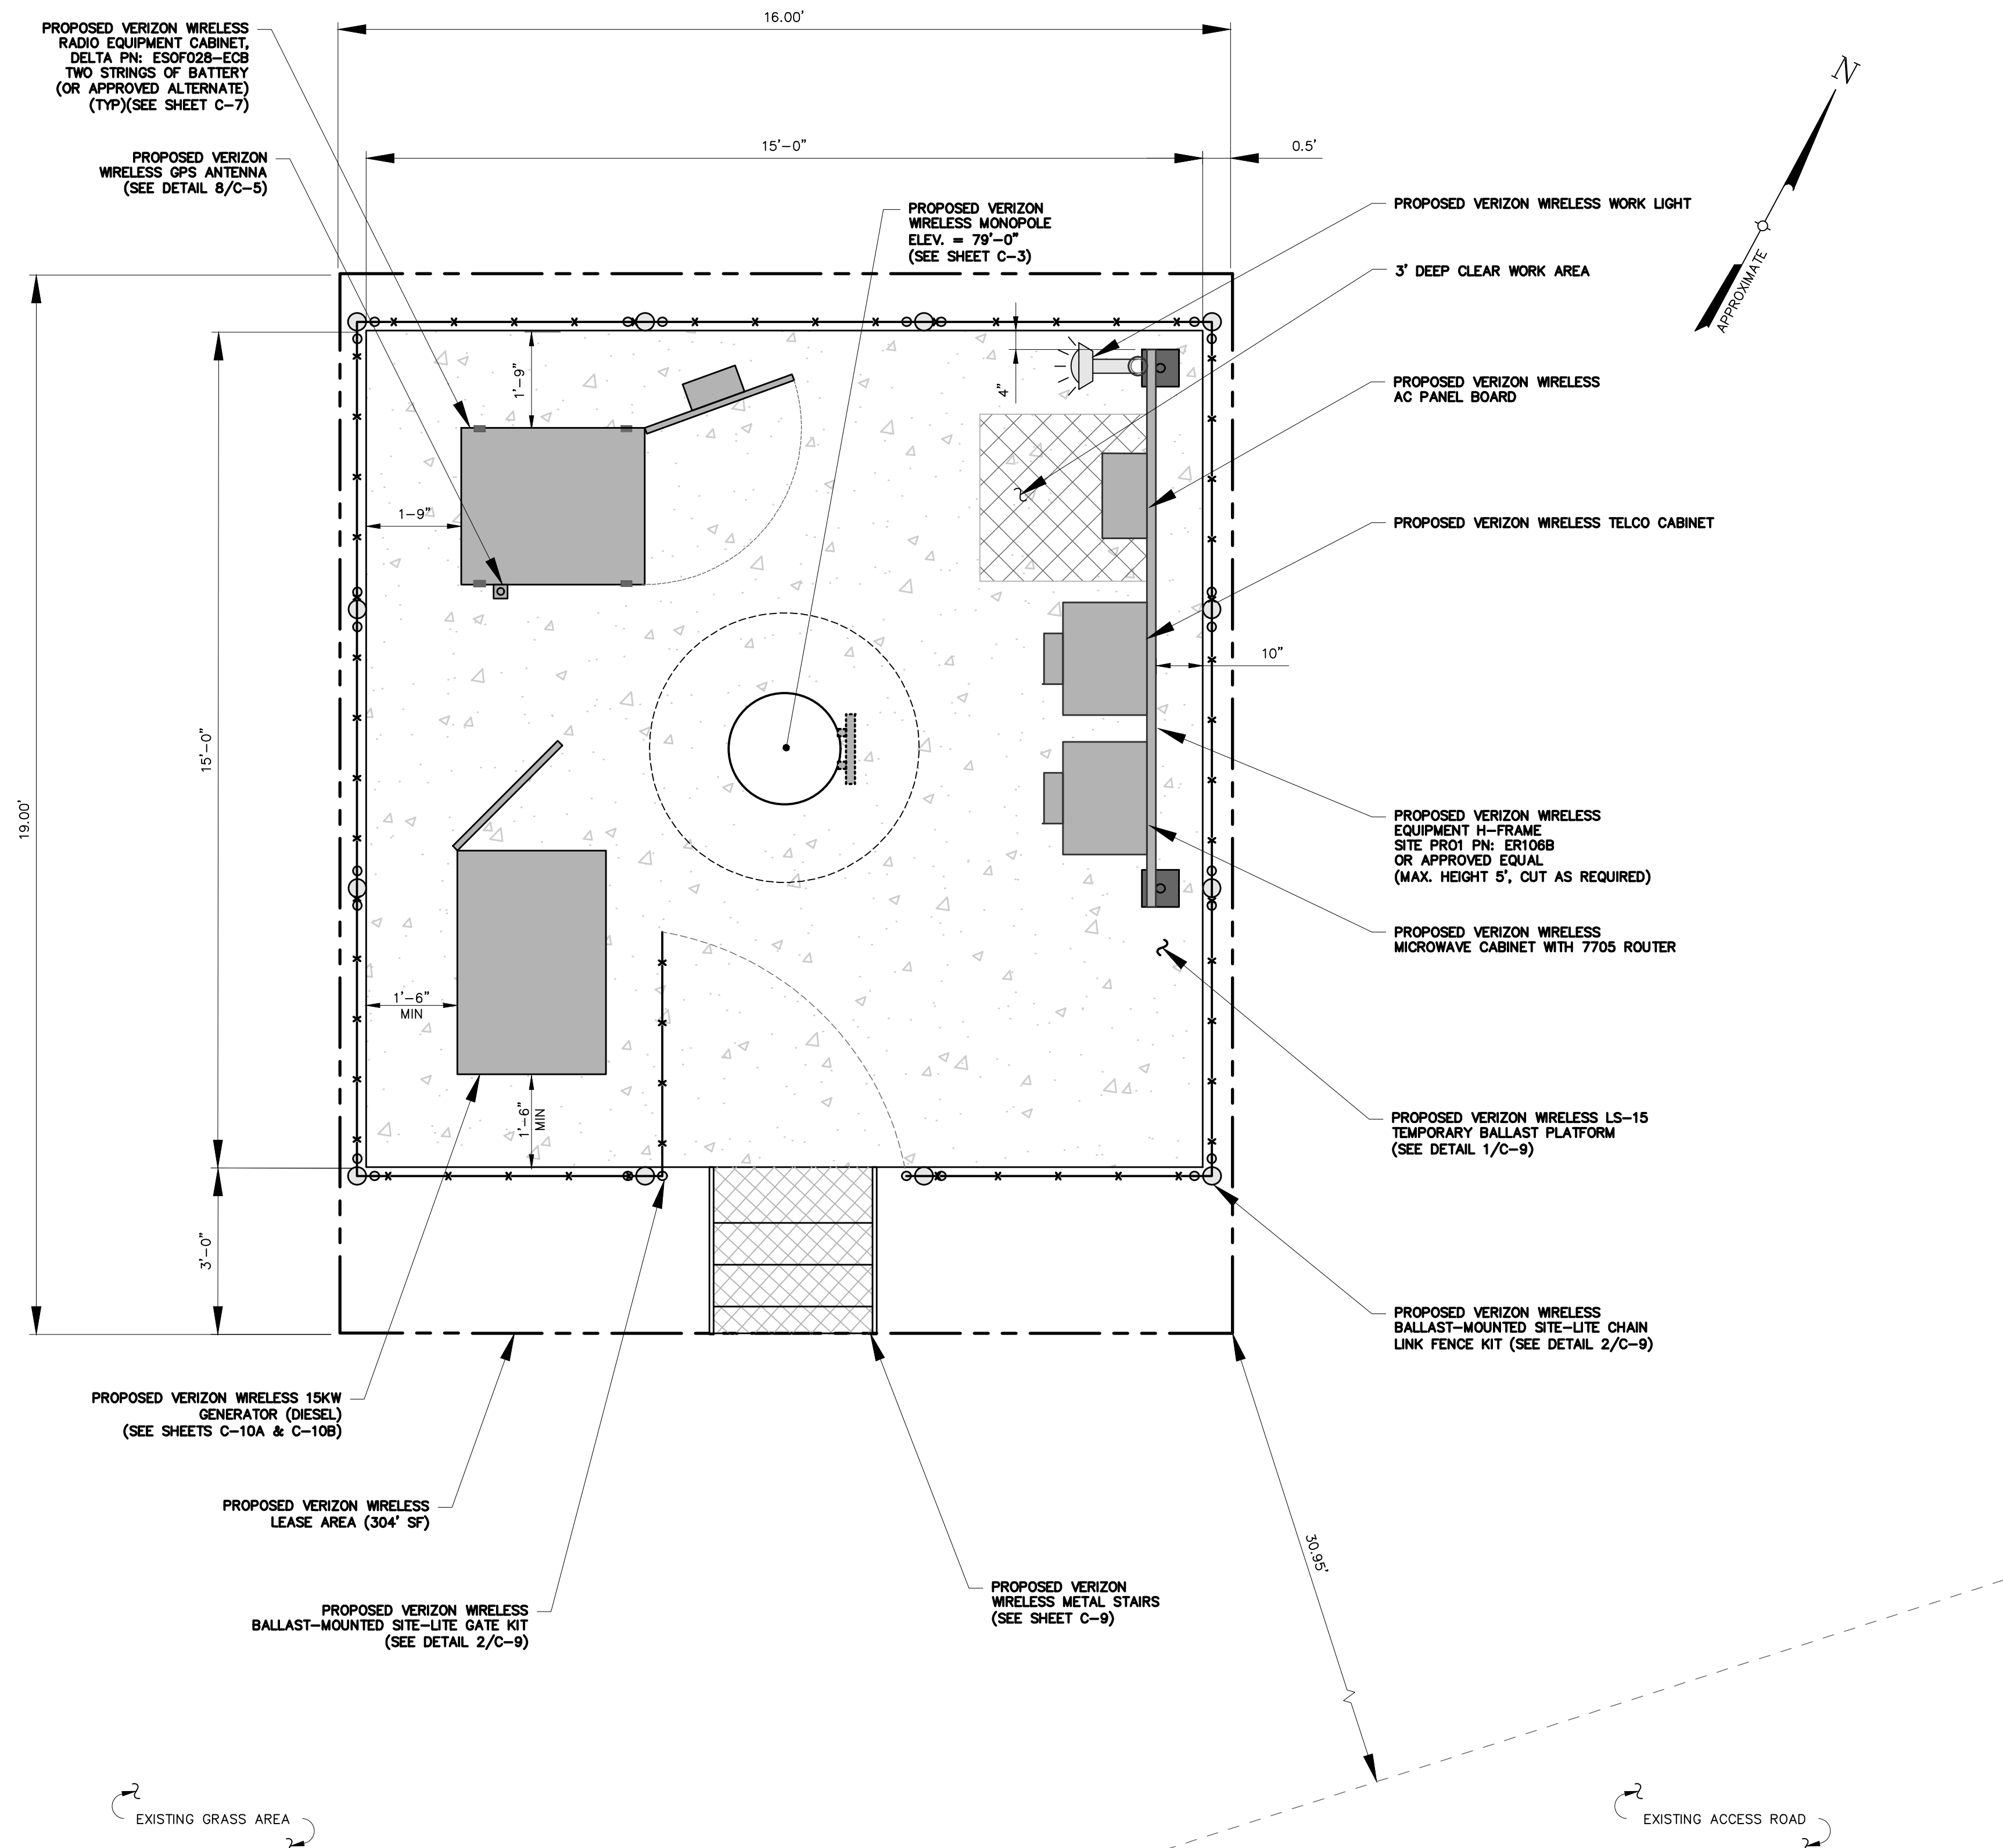 16.00'
PROPOSED VERIZON WIRELESS
RADIO EQUIPMENT CABINET,
DELTA PN: ESOF028-ECB
TWO STRINGS OF BATTERY
(OR APPROVED ALTERNATE)
(TYP)(SEE SHEET C-7)
N
APPROXIMATE
15'-0"
0.5'
PROPOSED VERIZON
WIRELESS GPS ANTENNA
(SEE DETAIL 8/C-5)
PROPOSED VERIZON
WIRELESS MONOPOLE
ELEV. = 79'-0"
(SEE SHEET C-3)
PROPOSED VERIZON WIRELESS WORK LIGHT
3' DEEP CLEAR WORK AREA
1'-9"
4"
PROPOSED VERIZON WIRELESS
AC PANEL BOARD
1-9"
PROPOSED VERIZON WIRELESS TELCO CABINET
10"
15'-0"
19.00'
PROPOSED VERIZON WIRELESS
EQUIPMENT H-FRAME
SITE PRO1 PN: ER106B
OR APPROVED EQUAL
(MAX. HEIGHT 5', CUT AS REQUIRED)
PROPOSED VERIZON WIRELESS
MICROWAVE CABINET WITH 7705 ROUTER
1'-6"
MIN
1'-6"
MIN
PROPOSED VERIZON WIRELESS LS-15
TEMPORARY BALLAST PLATFORM
(SEE DETAIL 1/C-9)
3'-0"
PROPOSED VERIZON WIRELESS
BALLAST-MOUNTED SITE-LITE CHAIN
LINK FENCE KIT (SEE DETAIL 2/C-9)
PROPOSED VERIZON WIRELESS 15KW
GENERATOR (DIESEL)
(SEE SHEETS C-10A & C-10B)
PROPOSED VERIZON WIRELESS
LEASE AREA (304' SF)
30.95'
PROPOSED VERIZON
WIRELESS METAL STAIRS
(SEE SHEET C-9)
PROPOSED VERIZON WIRELESS
BALLAST-MOUNTED SITE-LITE GATE KIT
(SEE DETAIL 2/C-9)
EXISTING GRASS AREA
EXISTING ACCESS ROAD